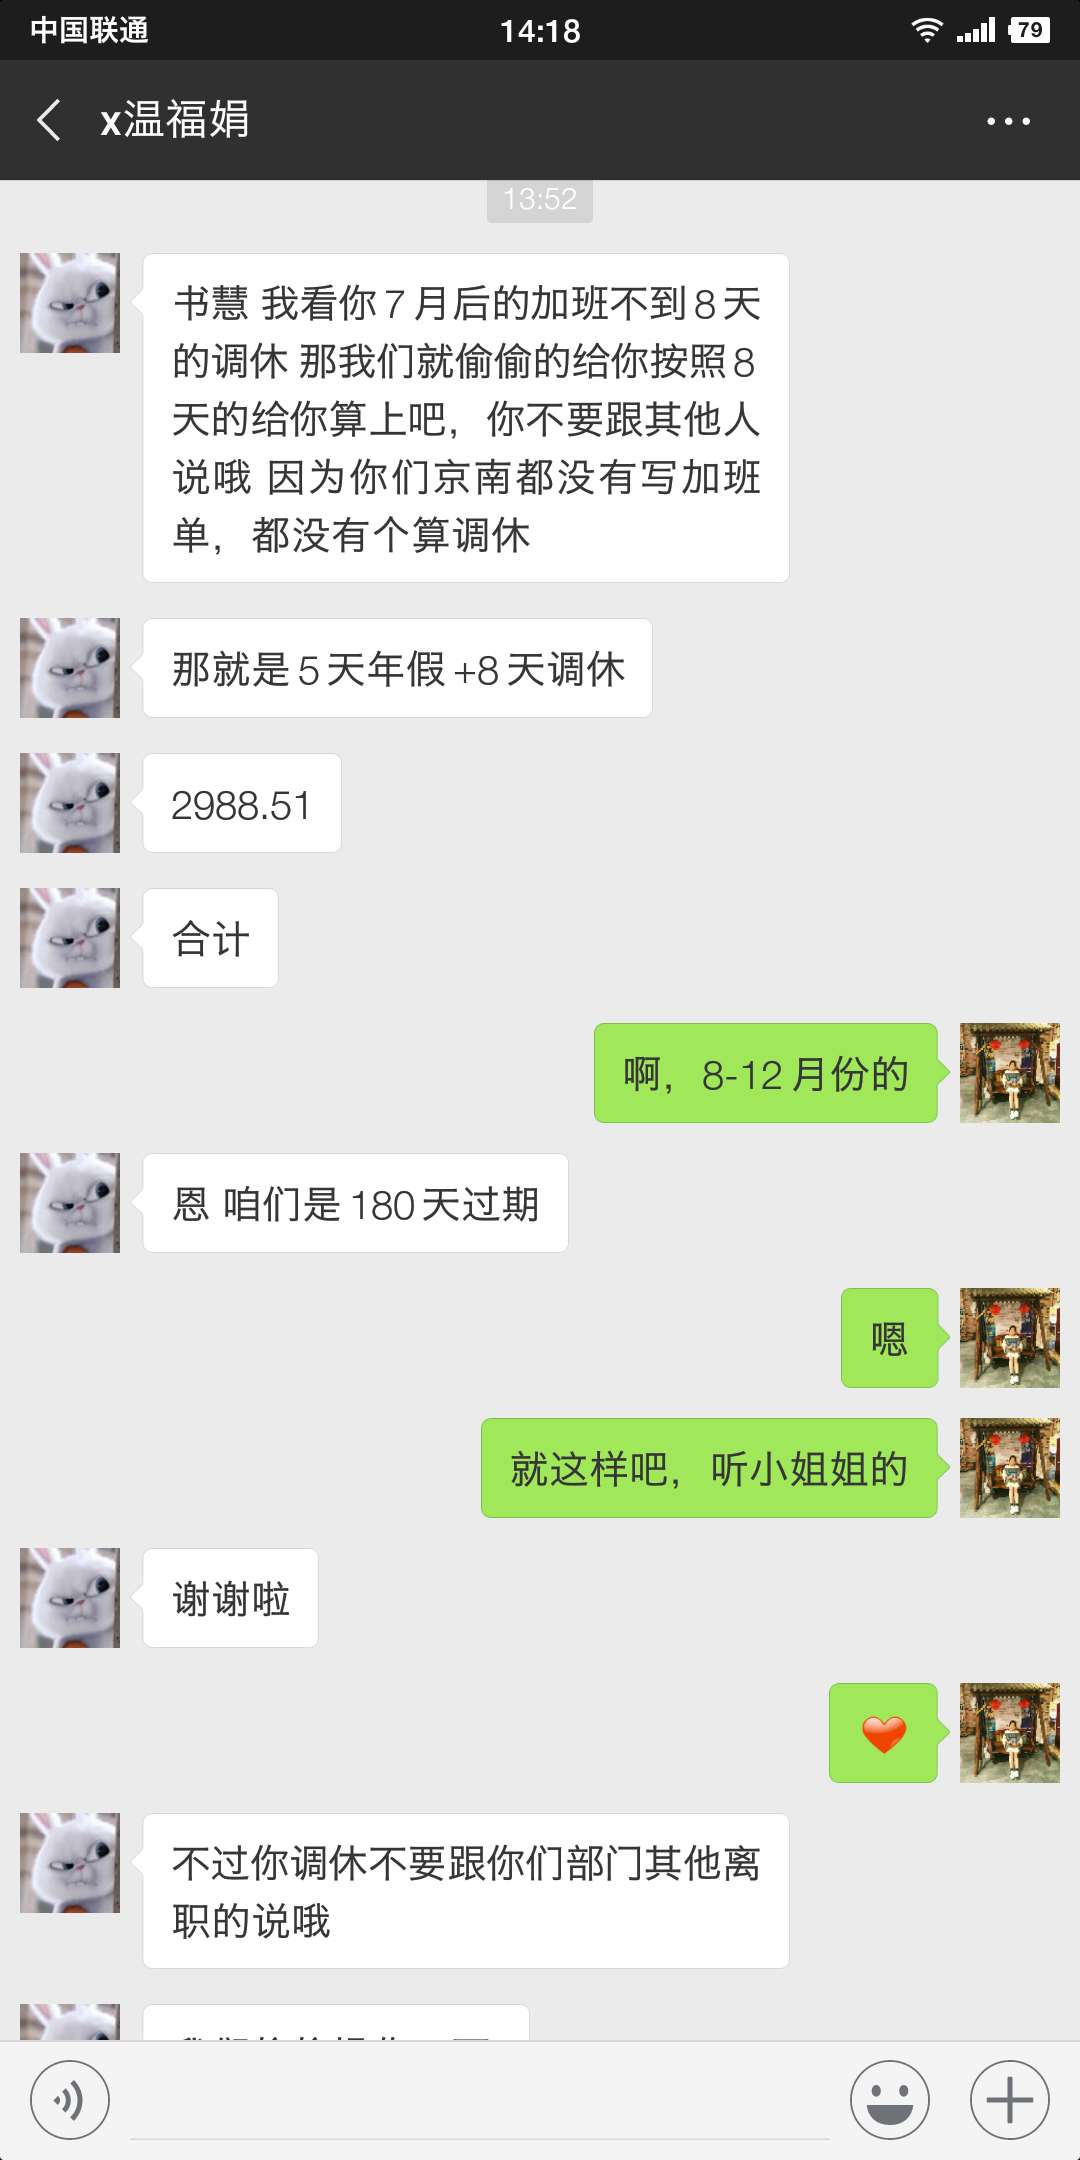 中国联通 14:18 79
x温福娟
13:52
书慧 我看你7月后的加班不到8天
的调休 那我们就偷偷的给你按照8
天的给你算上吧，你不要跟其他人
说哦 因为你们京南都没有写加班
单，都没有个算调休
那就是5天年假+8天调休
2988.51
合计
啊，8-12月份的
恩 咱们是180天过期
嗯
就这样吧，听小姐姐的
谢谢啦
不过你调休不要跟你们部门其他离
职的说哦